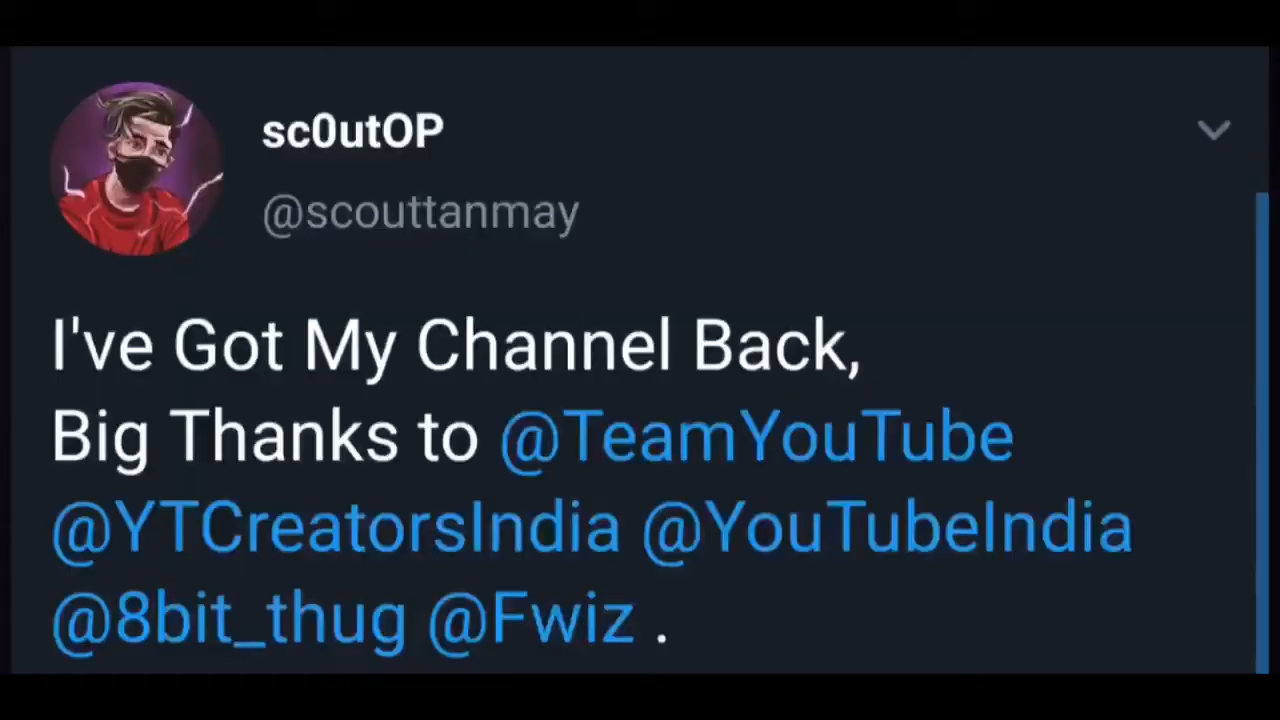 sc0utOP
@scouttanmay
I've Got My Channel Back,
Big Thanks to @TeamYouTube
@YTCreatorsIndia @YouTubeIndia
@8bit_thug @Fwiz .